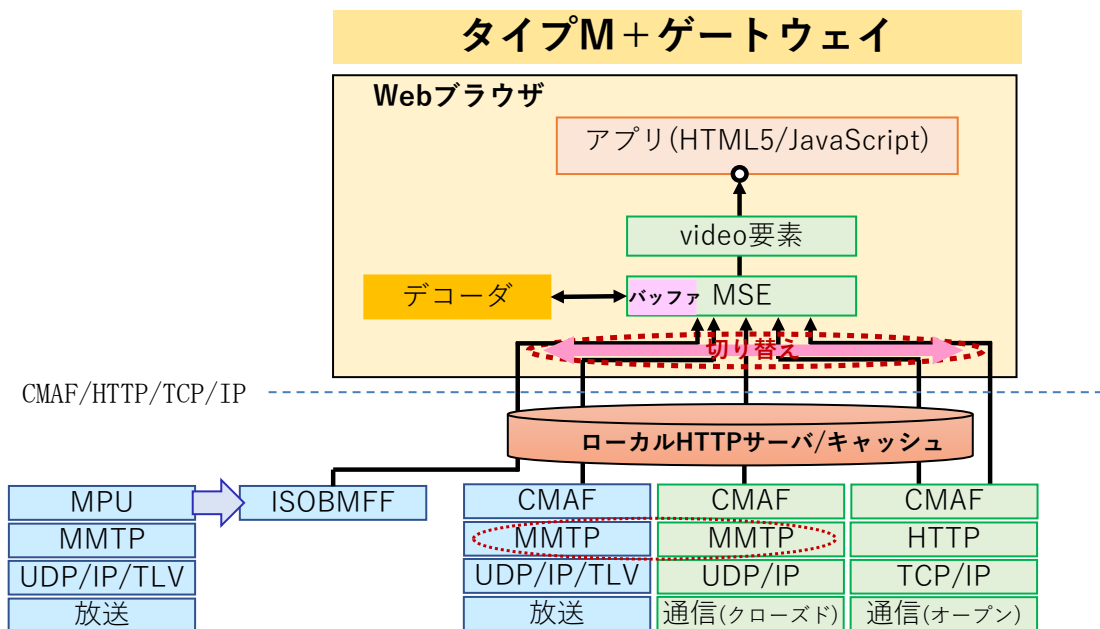 タイプM+ゲートウェイ
Webブラウザ
アプリ(HTML5/JavaScript)
video要素
デコーダ
バッファ
MSE
切り替え
CMAF/HTTP/TCP/IP
ローカルHTTPサーバ/キャッシュ
MPU
ISOBMFF
CMAF
CMAF
CMAF
MMTP
MMTP
MMTP
HTTP
UDP/IP/TLV
UDP/IP/TLV
UDP/IP
TCP/IP
放送
放送
通信(クローズド)
通信(オープン)